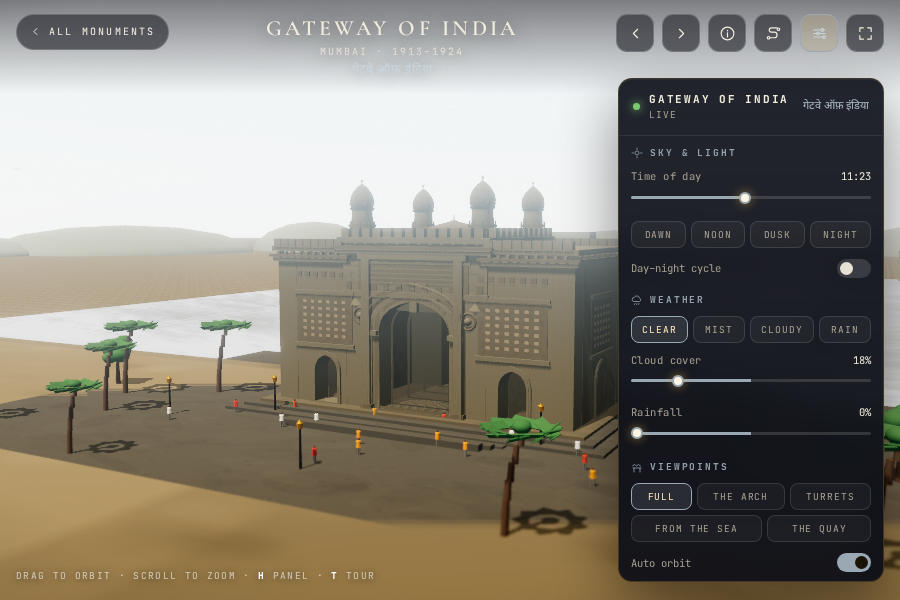 ALL MONUMENTS
GATEWAY OF INDIA
MUMBAI · 1913–1924
गेटवे ऑफ़ इंडिया
GATEWAY OF INDIA
गेटवे ऑफ़ इंडिया
LIVE
SKY & LIGHT
Time of day 11:23
DAWN NOON DUSK NIGHT
Day-night cycle
WEATHER
CLEAR MIST CLOUDY RAIN
Cloud cover 18%
Rainfall 0%
VIEWPOINTS
FULL THE ARCH TURRETS
FROM THE SEA THE QUAY
Auto orbit
DRAG TO ORBIT · SCROLL TO ZOOM · H PANEL · T TOUR